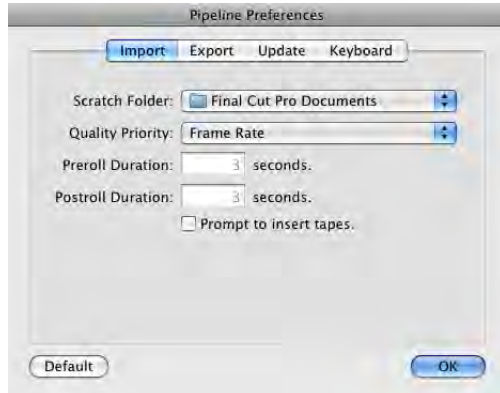 Pipeline Preferences
Import Export Update Keyboard
Scratch Folder: Final Cut Pro Documents
Quality Priority: Frame Rate
Preroll Duration: 3 seconds.
Postroll Duration: 3 seconds.
Prompt to insert tapes.
Default OK